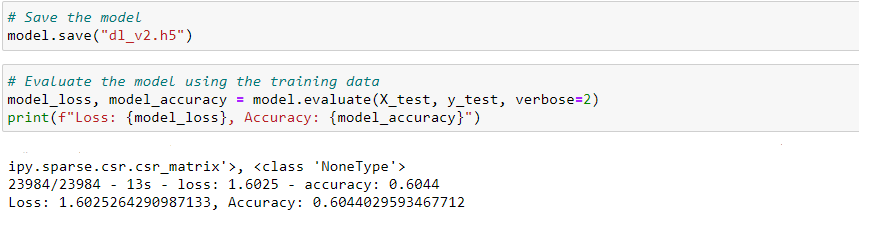 # Save the model
model.save("dl_v2.h5")
# Evaluate the model using the training data
model_loss, model_accuracy = model.evaluate(X_test, y_test, verbose=2)
print(f"Loss: {model_loss}, Accuracy: {model_accuracy}")
ipy.sparse.csr.csr_matrix'>, <class 'NoneType'>
23984/23984 - 13s - loss: 1.6025 - accuracy: 0.6044
Loss: 1.6025264290987133, Accuracy: 0.6044029593467712